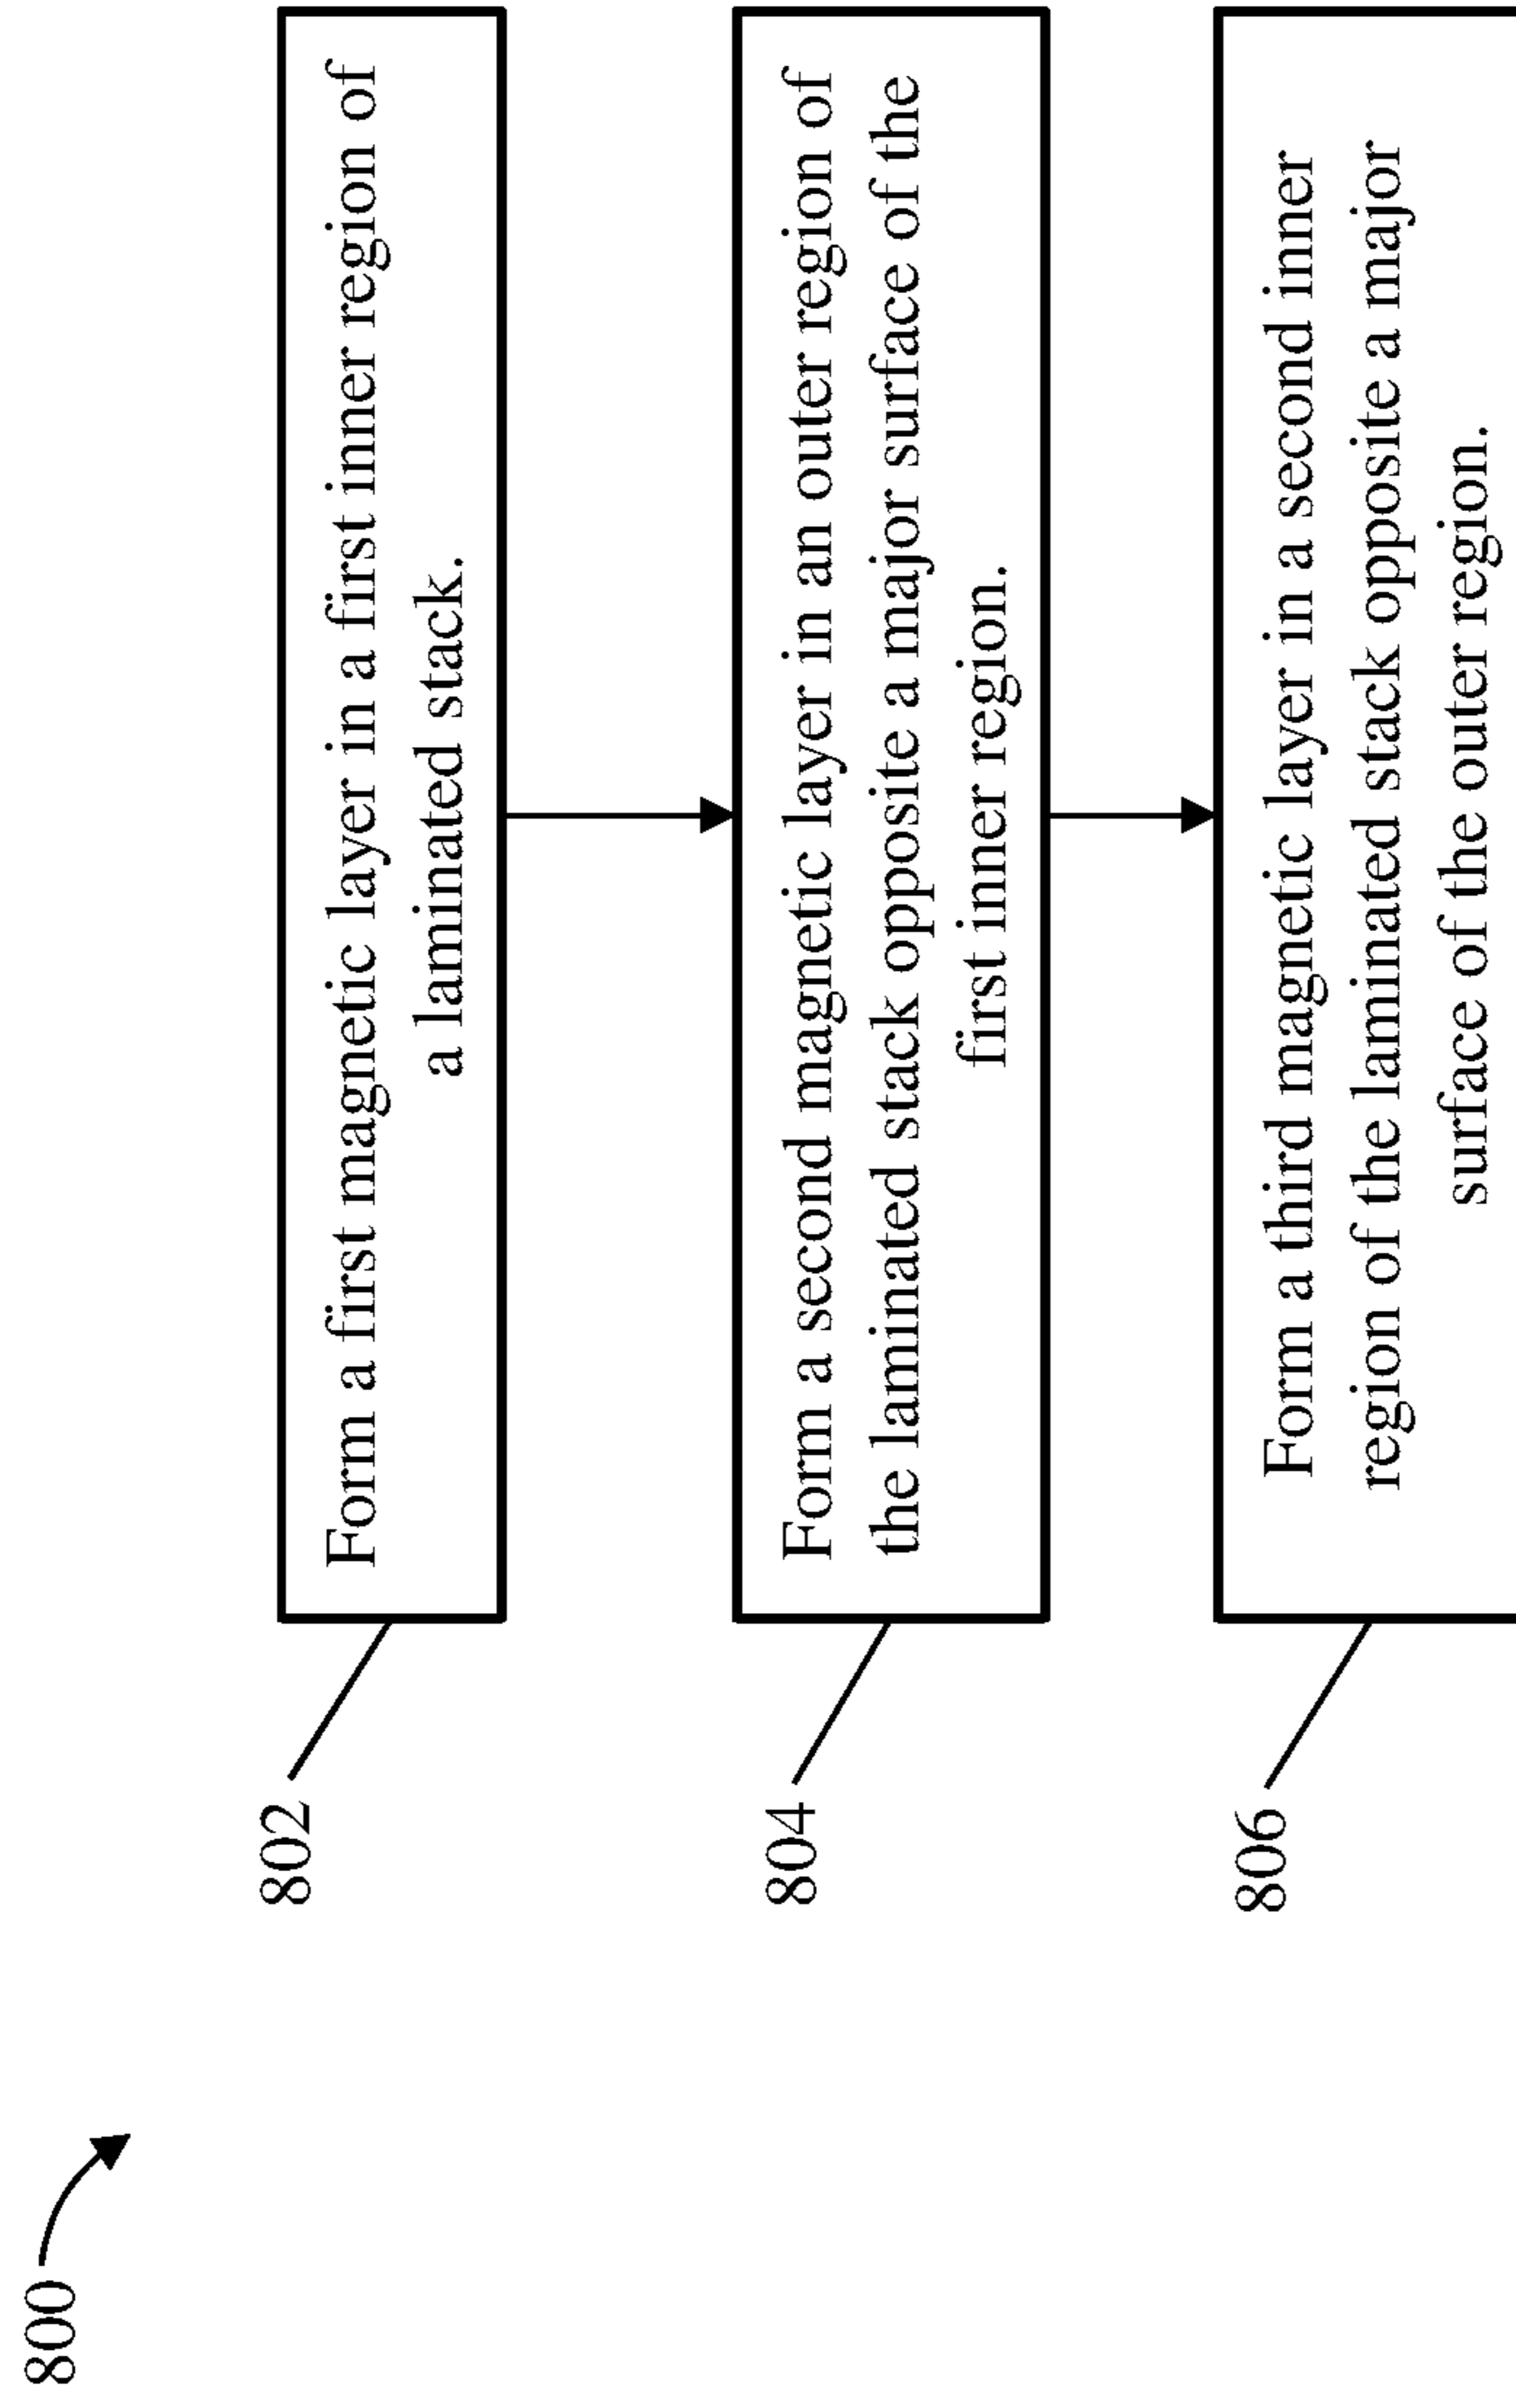 800
802
Form a first magnetic layer in a first inner region of
a laminated stack.
804
Form a second magnetic layer in an outer region of
the laminated stack opposite a major surface of the
first inner region.
806
Form a third magnetic layer in a second inner
region of the laminated stack opposite a major
surface of the outer region.